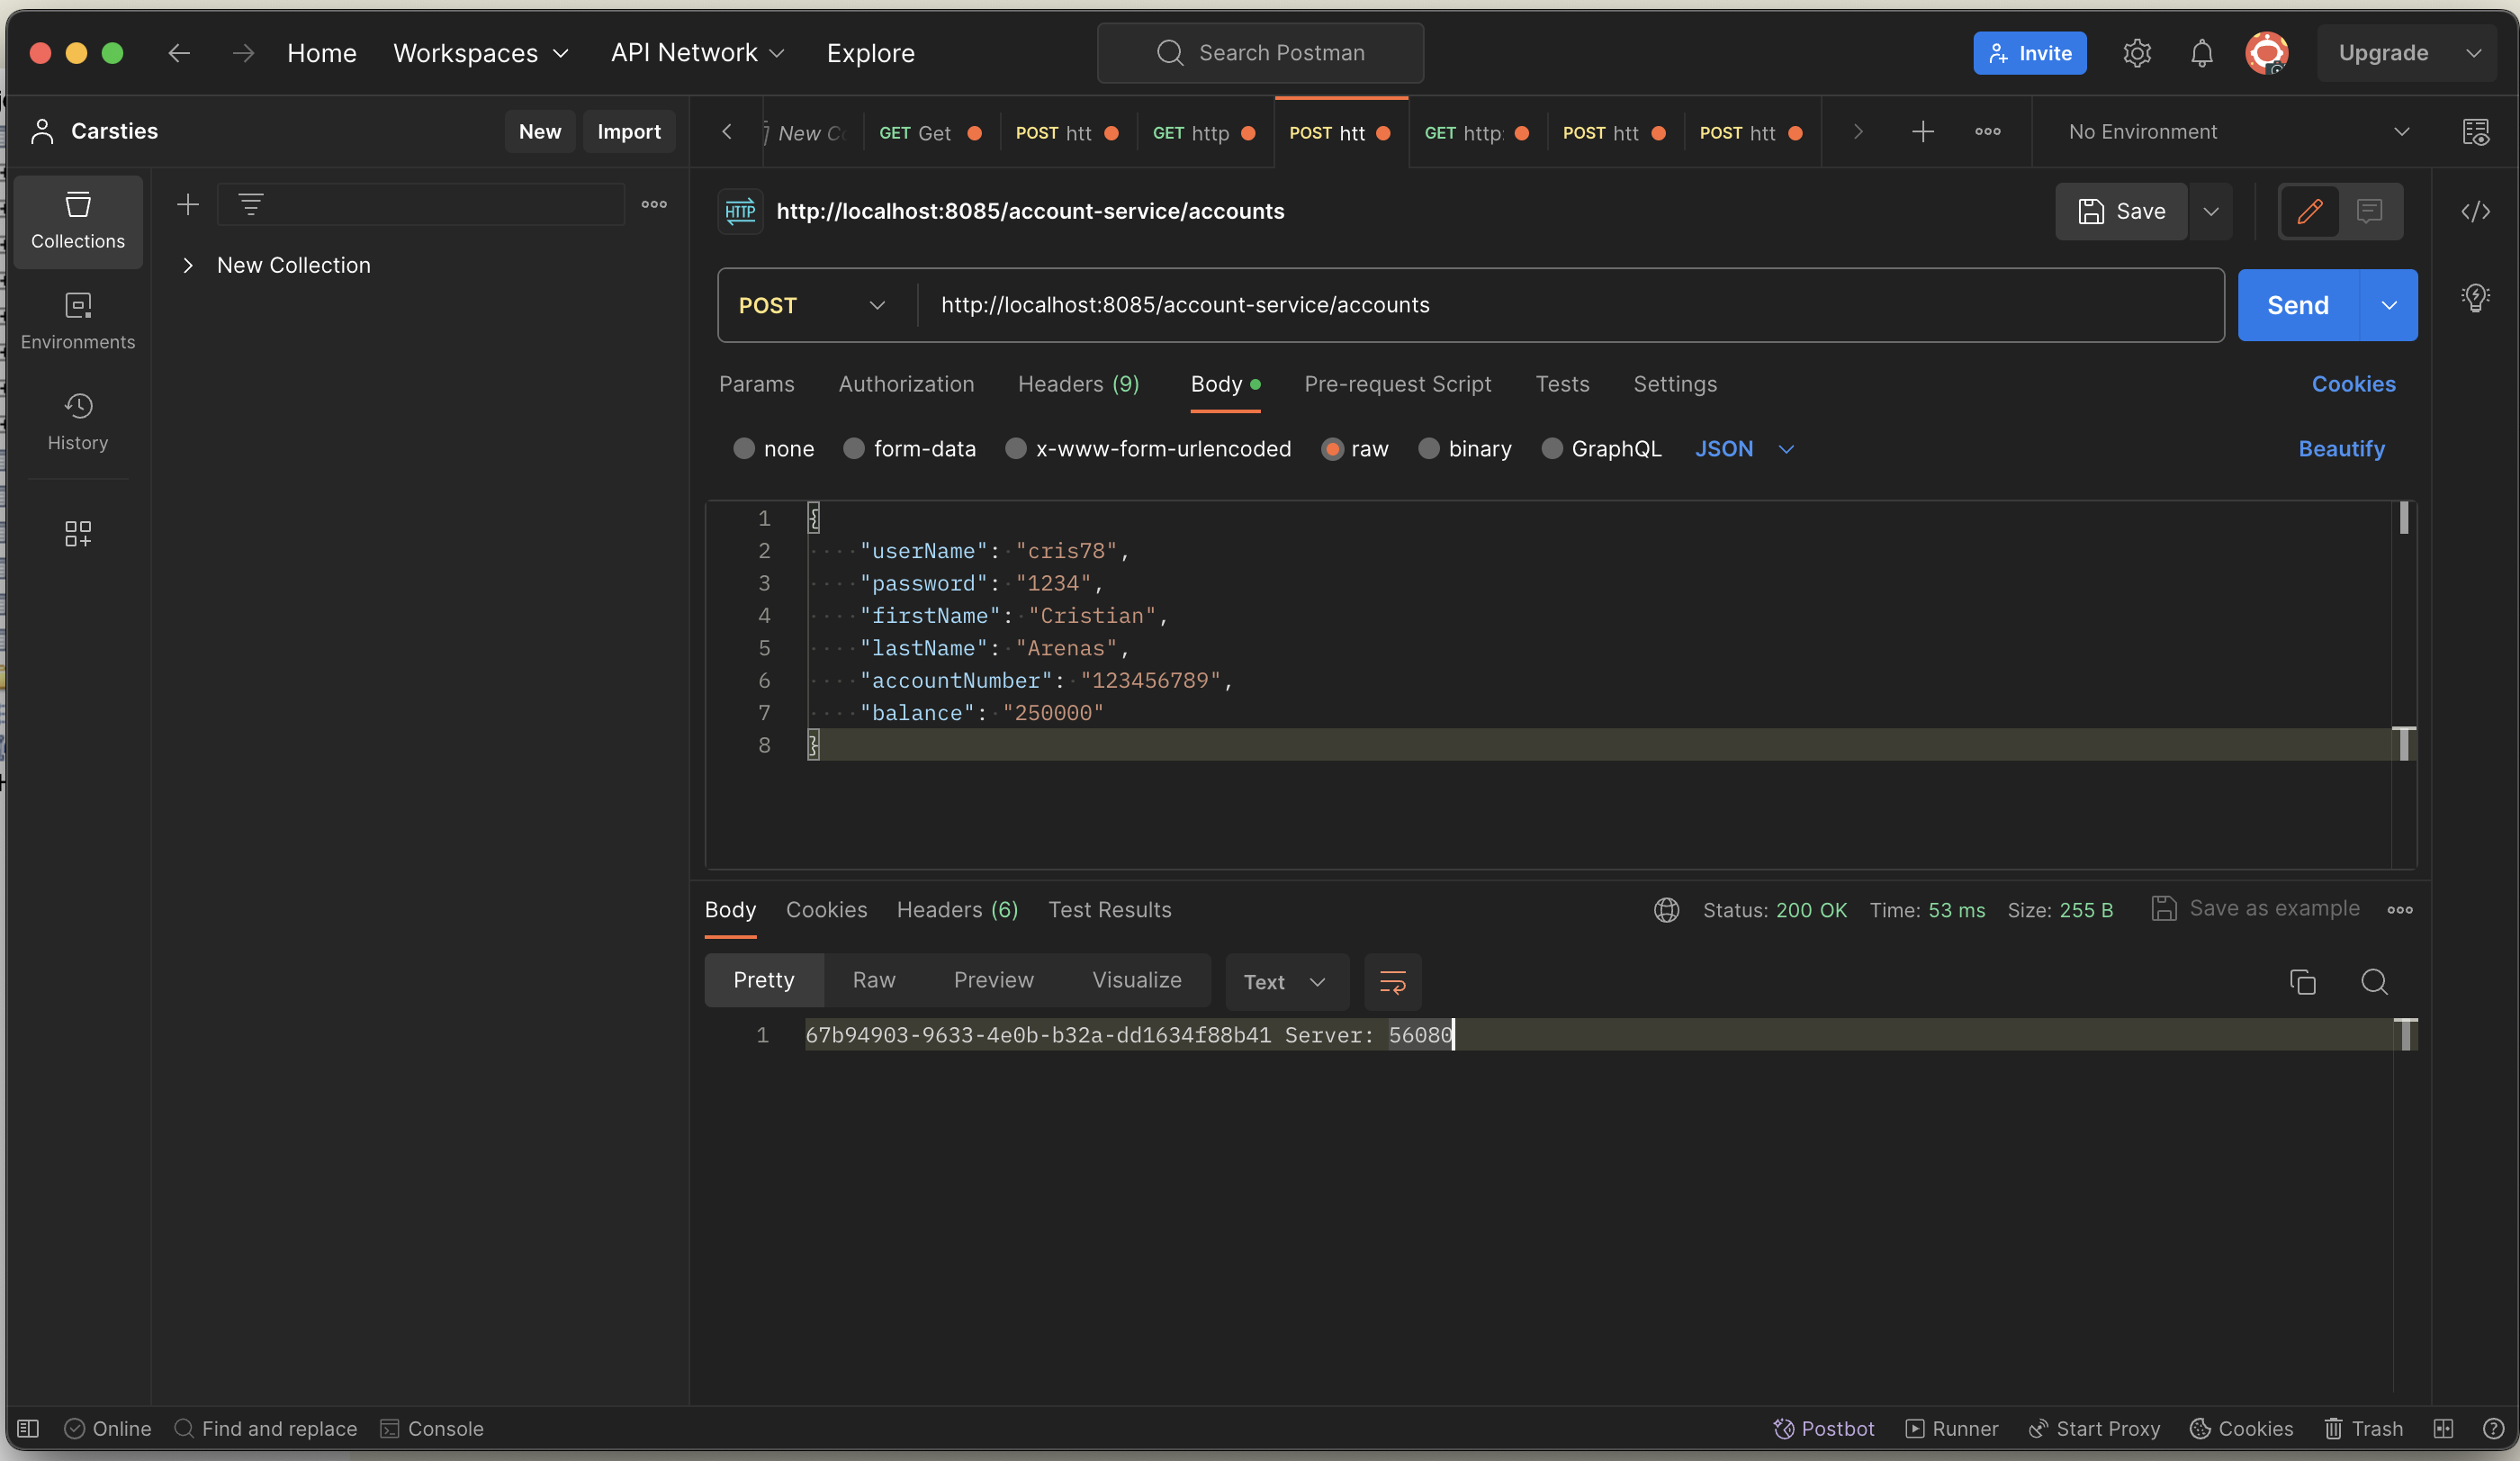 Home Workspaces API Network Explore Search Postman Invite Upgrade
Carsties New Import
New GET Get POST htt GET http POST htt GET http: POST htt POST htt No Environment
HTTP http://localhost:8085/account-service/accounts Save
Collections
New Collection
Environments
History
POST http://localhost:8085/account-service/accounts Send
Params Authorization Headers (9) Body Pre-request Script Tests Settings Cookies
none form-data x-www-form-urlencoded raw binary GraphQL JSON Beautify
1 {
2 "userName": "cris78",
3 "password": "1234",
4 "firstName": "Cristian",
5 "lastName": "Arenas",
6 "accountNumber": "123456789",
7 "balance": "250000"
8 }
Body Cookies Headers (6) Test Results Status: 200 OK Time: 53 ms Size: 255 B Save as example
Pretty Raw Preview Visualize Text
1 67b94903-9633-4e0b-b32a-dd1634f88b41 Server: 56080
Online Find and replace Console Postbot Runner Start Proxy Cookies Trash